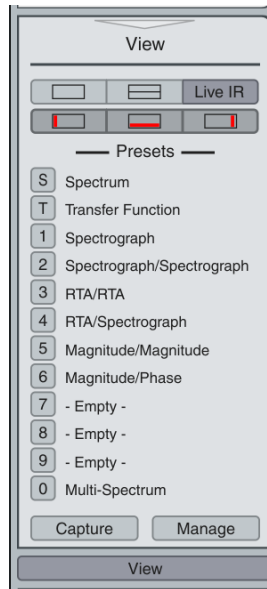 View
Live IR
Presets
S Spectrum
T Transfer Function
1 Spectrograph
2 Spectrograph/Spectrograph
3 RTA/RTA
4 RTA/Spectrograph
5 Magnitude/Magnitude
6 Magnitude/Phase
7 - Empty -
8 - Empty -
9 - Empty -
0 Multi-Spectrum
Capture Manage
View